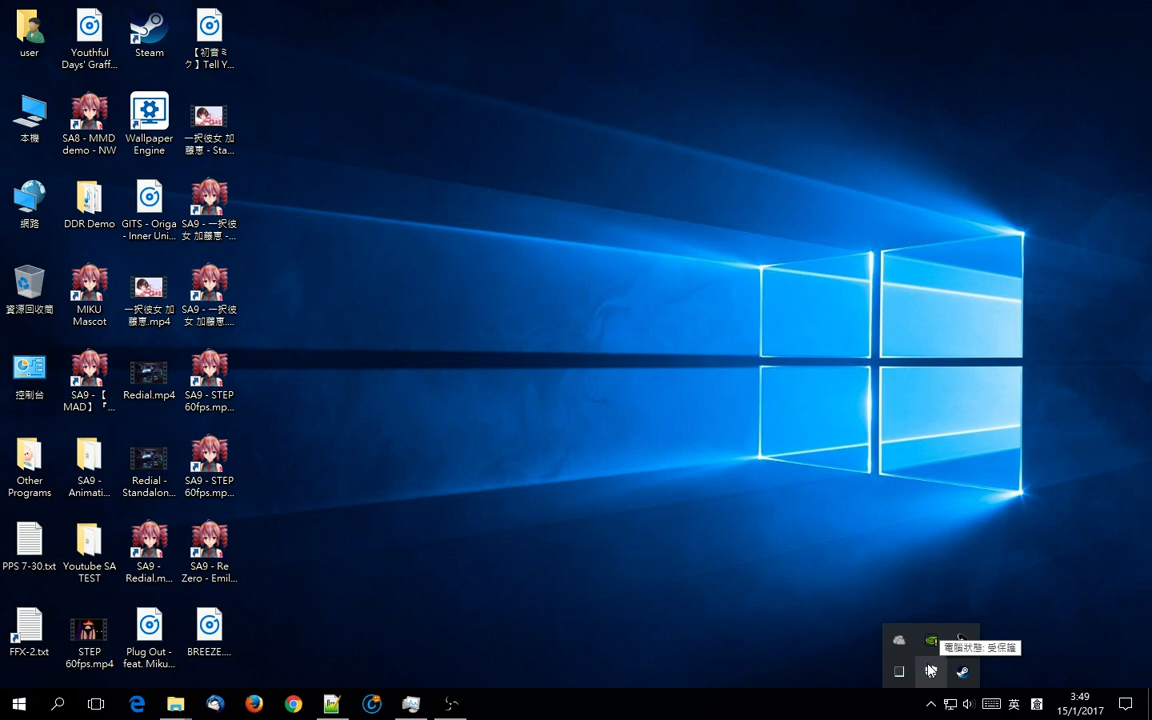 user
Youthful
Days' Graff...
Steam
【初音ミ
ク】Tell Y...
本機
SA8 - MMD
demo - NW
Wallpaper
Engine
一択彼女 加
藤恵 - Sta...
網路
DDR Demo
GITS - Origa
- Inner Uni...
SA9 - 一択彼
女 加藤恵 -...
資源回收筒
MIKU
Mascot
一択彼女 加
藤恵.mp4
SA9 - 一択彼
女 加藤恵....
控制台
SA9 - 【
MAD】『...
Redial.mp4
SA9 - STEP
60fps.mp...
Other
Programs
SA9 -
Animati...
Redial -
Standalon...
SA9 - STEP
60fps.mp...
PPS 7-30.txt
Youtube SA
TEST
SA9 -
Redial.m...
SA9 - Re
Zero - Emil...
FFX-2.txt
STEP
60fps.mp4
Plug Out -
feat. Miku...
BREEZE....
電腦狀態: 受保護
英
3:49
15/1/2017